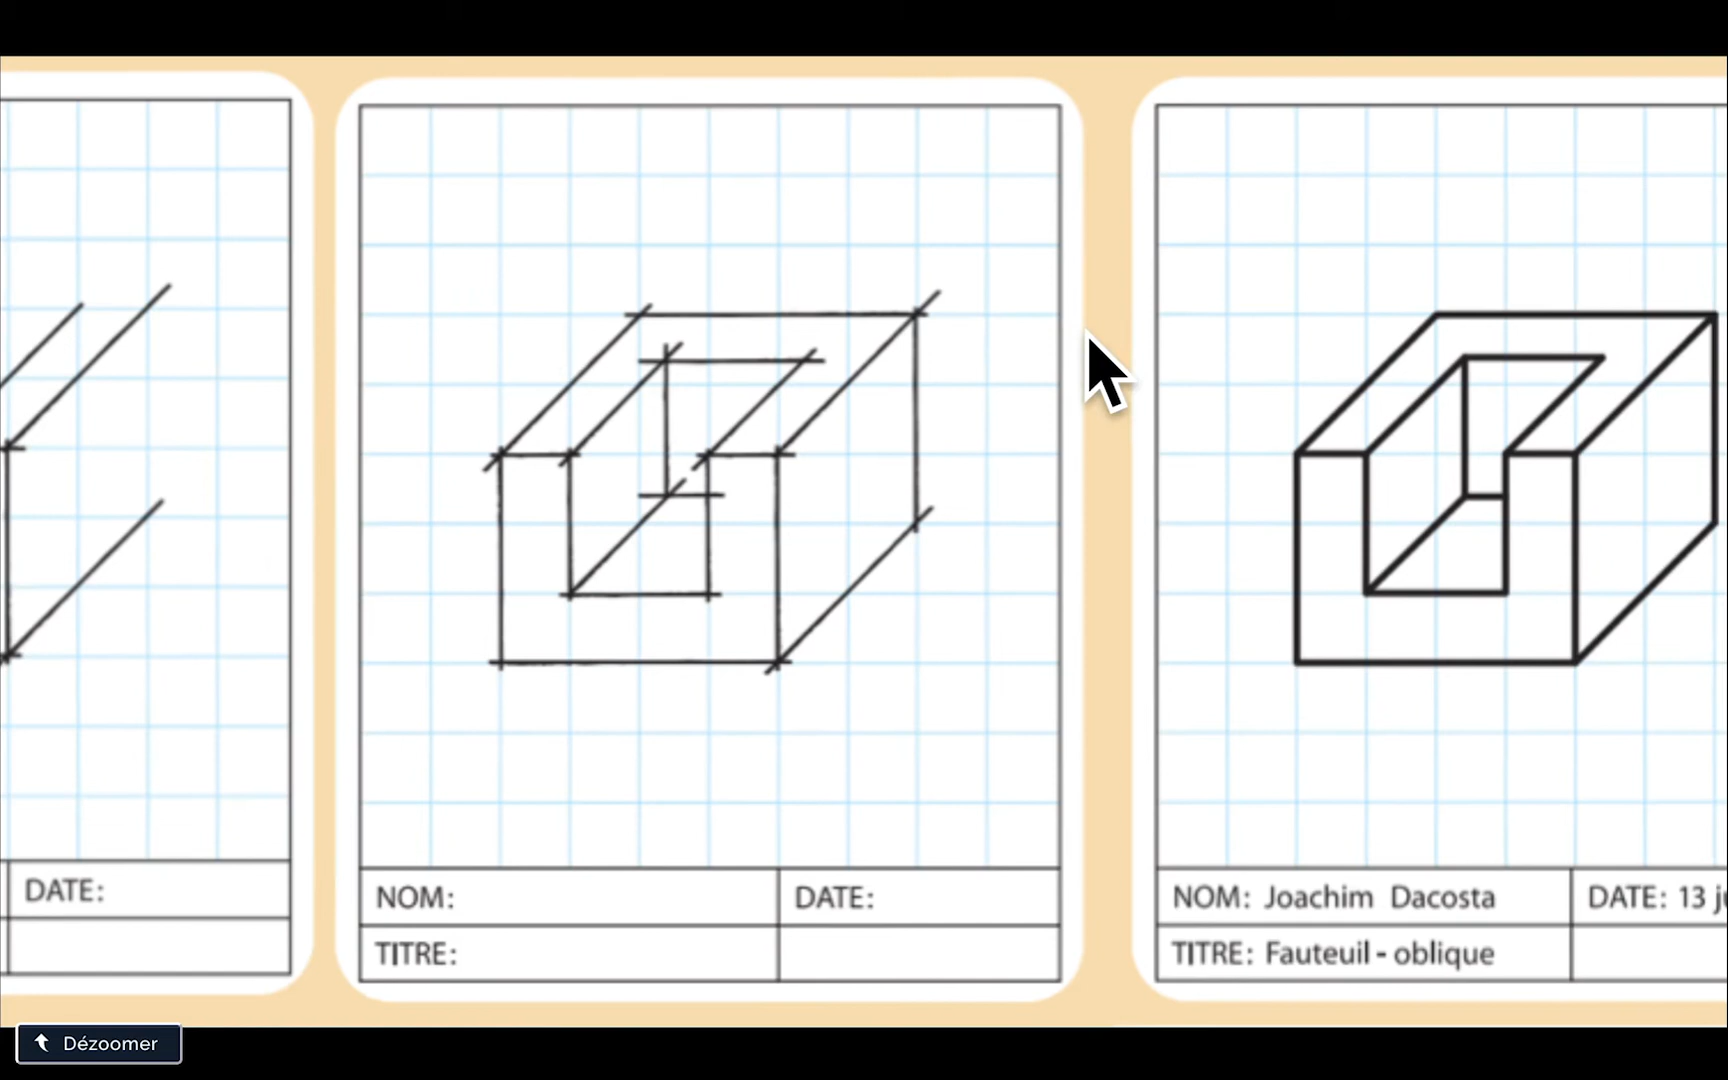 DATE:
NOM:
DATE:
TITRE:
NOM: Joachim Dacosta
DATE: 13
TITRE: Fauteuil - oblique
Dézoomer